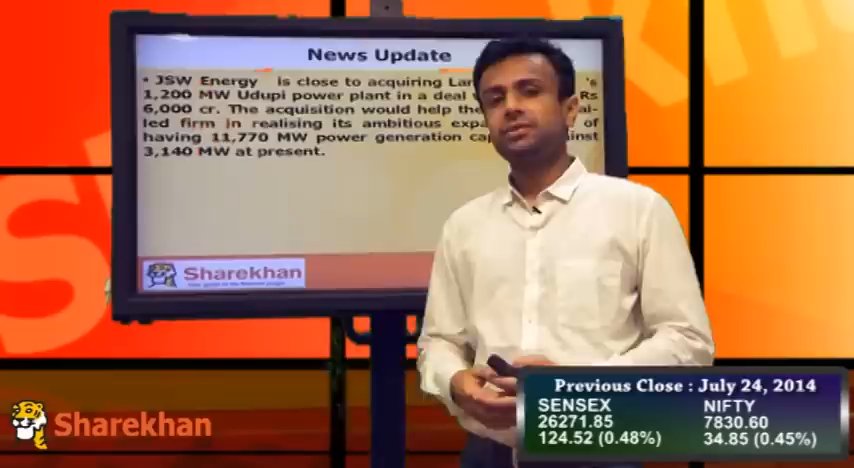 News Update
• JSW Energy is close to acquiring 's
1,200 MW Udupi power plant in a deal Rs
6,000 cr. The acquisition would help
led firm in realising its ambitious of
having 11,770 MW power generation
3,140 MW at present.
Sharekhan
Sharekhan
Previous Close : July 24, 2014
SENSEX NIFTY
26271.85 7830.60
124.52 (0.48%) 34.85 (0.45%)